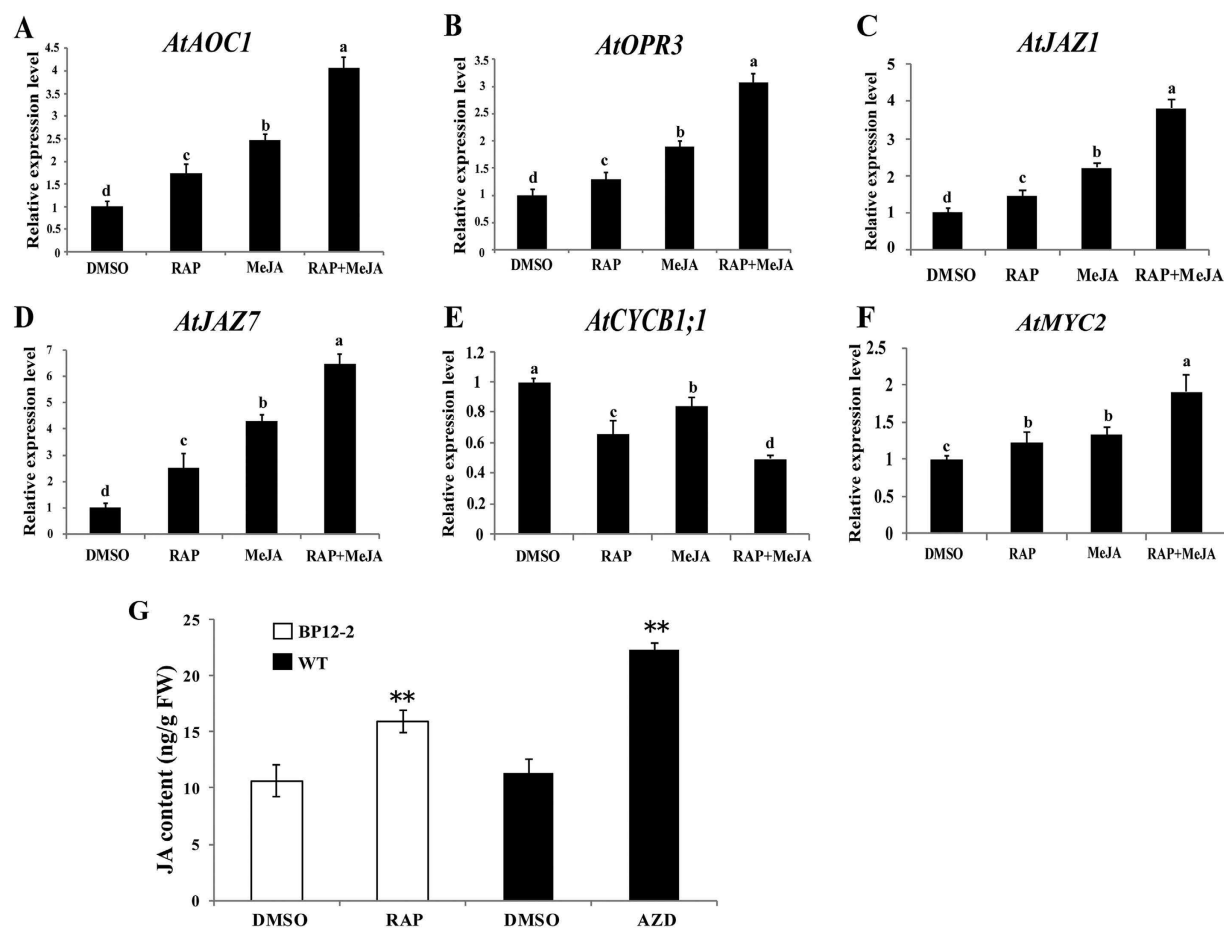 A
AtAOC1
Relative expression level
4.5
4
3.5
3
2.5
2
1.5
1
0.5
0
d
c
b
a
DMSO
RAP
MeJA
RAP+MeJA
B
AtOPR3
Relative expression level
3.5
3
2.5
2
1.5
1
0.5
0
d
c
b
a
DMSO
RAP
MeJA
RAP+MeJA
C
AtJAZ1
Relative expression level
5
4
3
2
1
0
d
c
b
a
DMSO
RAP
MeJA
RAP+MeJA
D
AtJAZ7
Relative expression level
7
6
5
4
3
2
1
0
d
c
b
a
DMSO
RAP
MeJA
RAP+MeJA
E
AtCYCB1;1
Relative expression level
1.2
1
0.8
0.6
0.4
0.2
0
a
c
b
d
DMSO
RAP
MeJA
RAP+MeJA
F
AtMYC2
Relative expression level
2.5
2
1.5
1
0.5
0
c
b
b
a
DMSO
RAP
MeJA
RAP+MeJA
G
JA content (ng/g FW)
25
20
15
10
5
0
BP12-2
WT
**
**
DMSO
RAP
DMSO
AZD